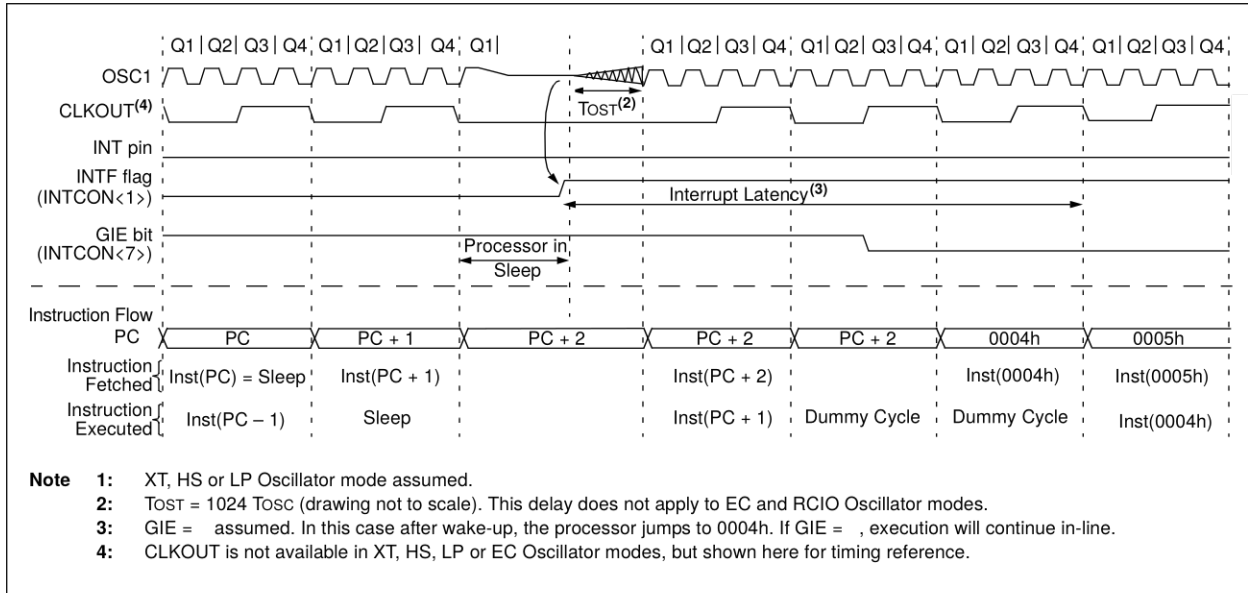 Q1 | Q2 | Q3 | Q4 Q1 | Q2 | Q3 | Q4 Q1 | Q1 | Q2 | Q3 | Q4 Q1 | Q2 | Q3 | Q4 Q1 | Q2 | Q3 | Q4 Q1 | Q2 | Q3 | Q4
OSC1
CLKOUT(4) TOST(2)
INT pin
INTF flag
(INTCON<1>) Interrupt Latency(3)
GIE bit
(INTCON<7>) Processor in
Sleep
Instruction Flow
PC PC PC + 1 PC + 2 PC + 2 PC + 2 0004h 0005h
Instruction
Fetched Inst(PC) = Sleep Inst(PC + 1) Inst(PC + 2) Inst(0004h) Inst(0005h)
Instruction
Executed Inst(PC – 1) Sleep Inst(PC + 1) Dummy Cycle Dummy Cycle Inst(0004h)
Note 1: XT, HS or LP Oscillator mode assumed.
2: TOST = 1024 TOSC (drawing not to scale). This delay does not apply to EC and RCIO Oscillator modes.
3: GIE = assumed. In this case after wake-up, the processor jumps to 0004h. If GIE = , execution will continue in-line.
4: CLKOUT is not available in XT, HS, LP or EC Oscillator modes, but shown here for timing reference.